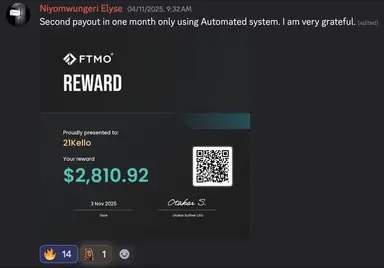 Niyomwungeri Elyse 04/11/2025, 9:32 AM
Second payout in one month only using Automated system. I am very grateful. (edited)
FTMO®
REWARD
Proudly presented to:
21Kello
Your reward
$2,810.92
3 Nov 2025
Otakar S.
Date
Otakar Suffner CEO
14
1